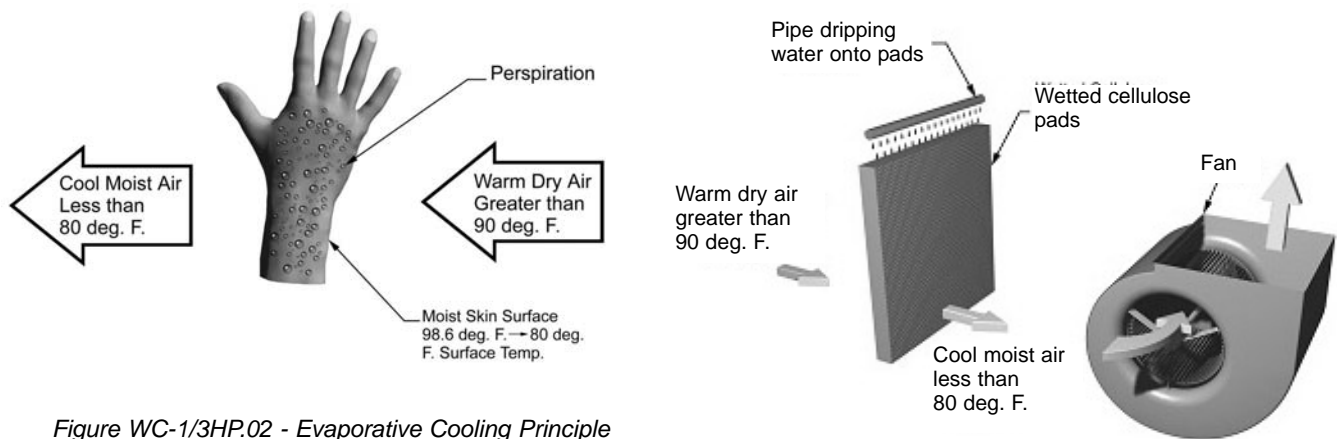 Perspiration
Cool Moist Air
Less than
80 deg. F.
Warm Dry Air
Greater than
90 deg. F.
Moist Skin Surface
98.6 deg. F.→80 deg.
F. Surface Temp.
Figure WC-1/3HP.02 - Evaporative Cooling Principle
Pipe dripping
water onto pads
Wetted cellulose
pads
Fan
Warm dry air
greater than
90 deg. F.
Cool moist air
less than
80 deg. F.